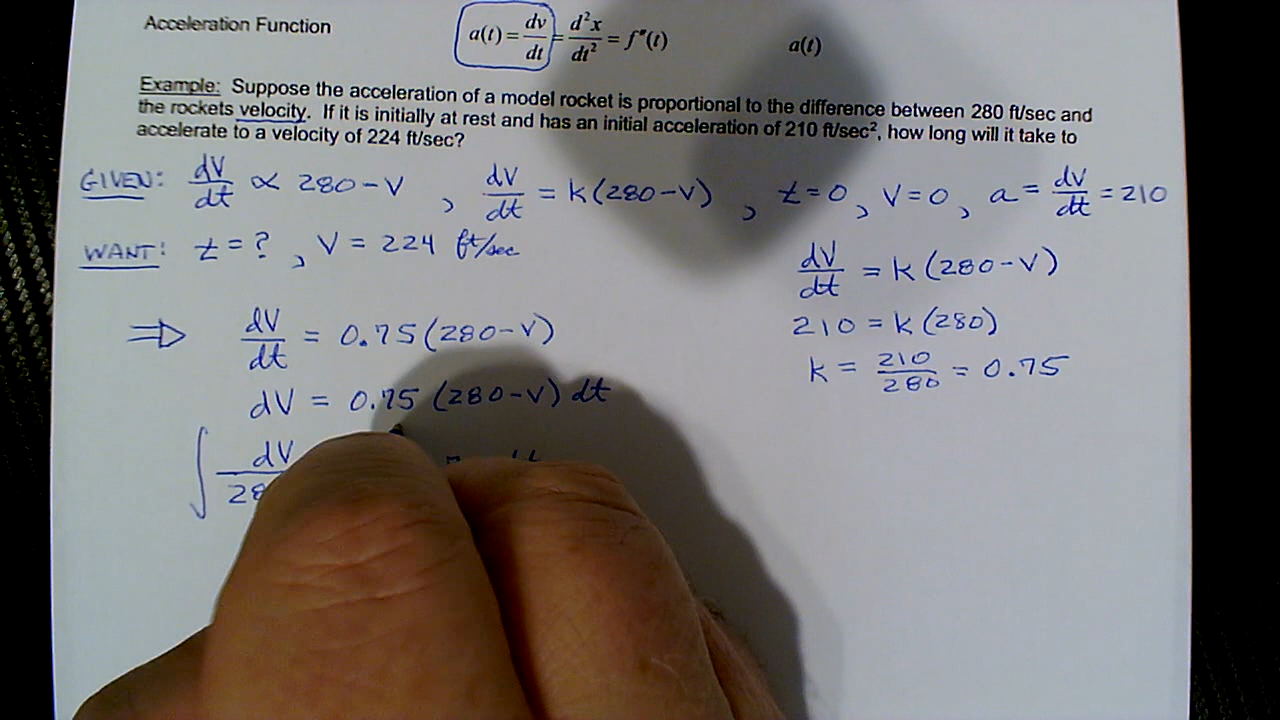 Acceleration Function a(t) = dv/dt = d²x/dt² = f″(t) a(t)
Example: Suppose the acceleration of a model rocket is proportional to the difference between 280 ft/sec and
the rockets velocity. If it is initially at rest and has an initial acceleration of 210 ft/sec², how long will it take to
accelerate to a velocity of 224 ft/sec?
GIVEN: dV/dt ∝ 280-V , dV/dt = k(280-V) , t=0 , V=0 , a = dV/dt = 210
WANT: t = ? , V = 224 ft/sec
dV/dt = k(280-V)
210 = k(280)
k = 210/280 = 0.75
⇒ dV/dt = 0.75(280-V)
dV = 0.75(280-V)dt
∫ dV